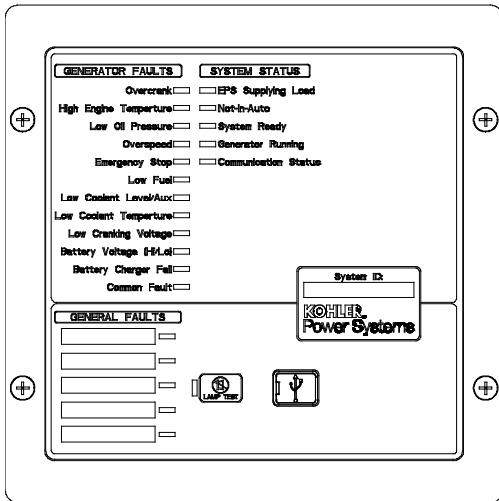 GENERATOR FAULTS
Overcrank
High Engine Temperture
Low Oil Pressure
Overspeed
Emergency Stop
Low Fuel
Low Coolant Level/Aux
Low Coolant Temperture
Low Cranking Voltage
Battery Voltage (Hi/Lo)
Battery Charger Fail
Common Fault
SYSTEM STATUS
EPS Supplying Load
Not-in-Auto
System Ready
Generator Running
Communication Status
System ID:
KOHLER
Power Systems
GENERAL FAULTS
LAMP TEST